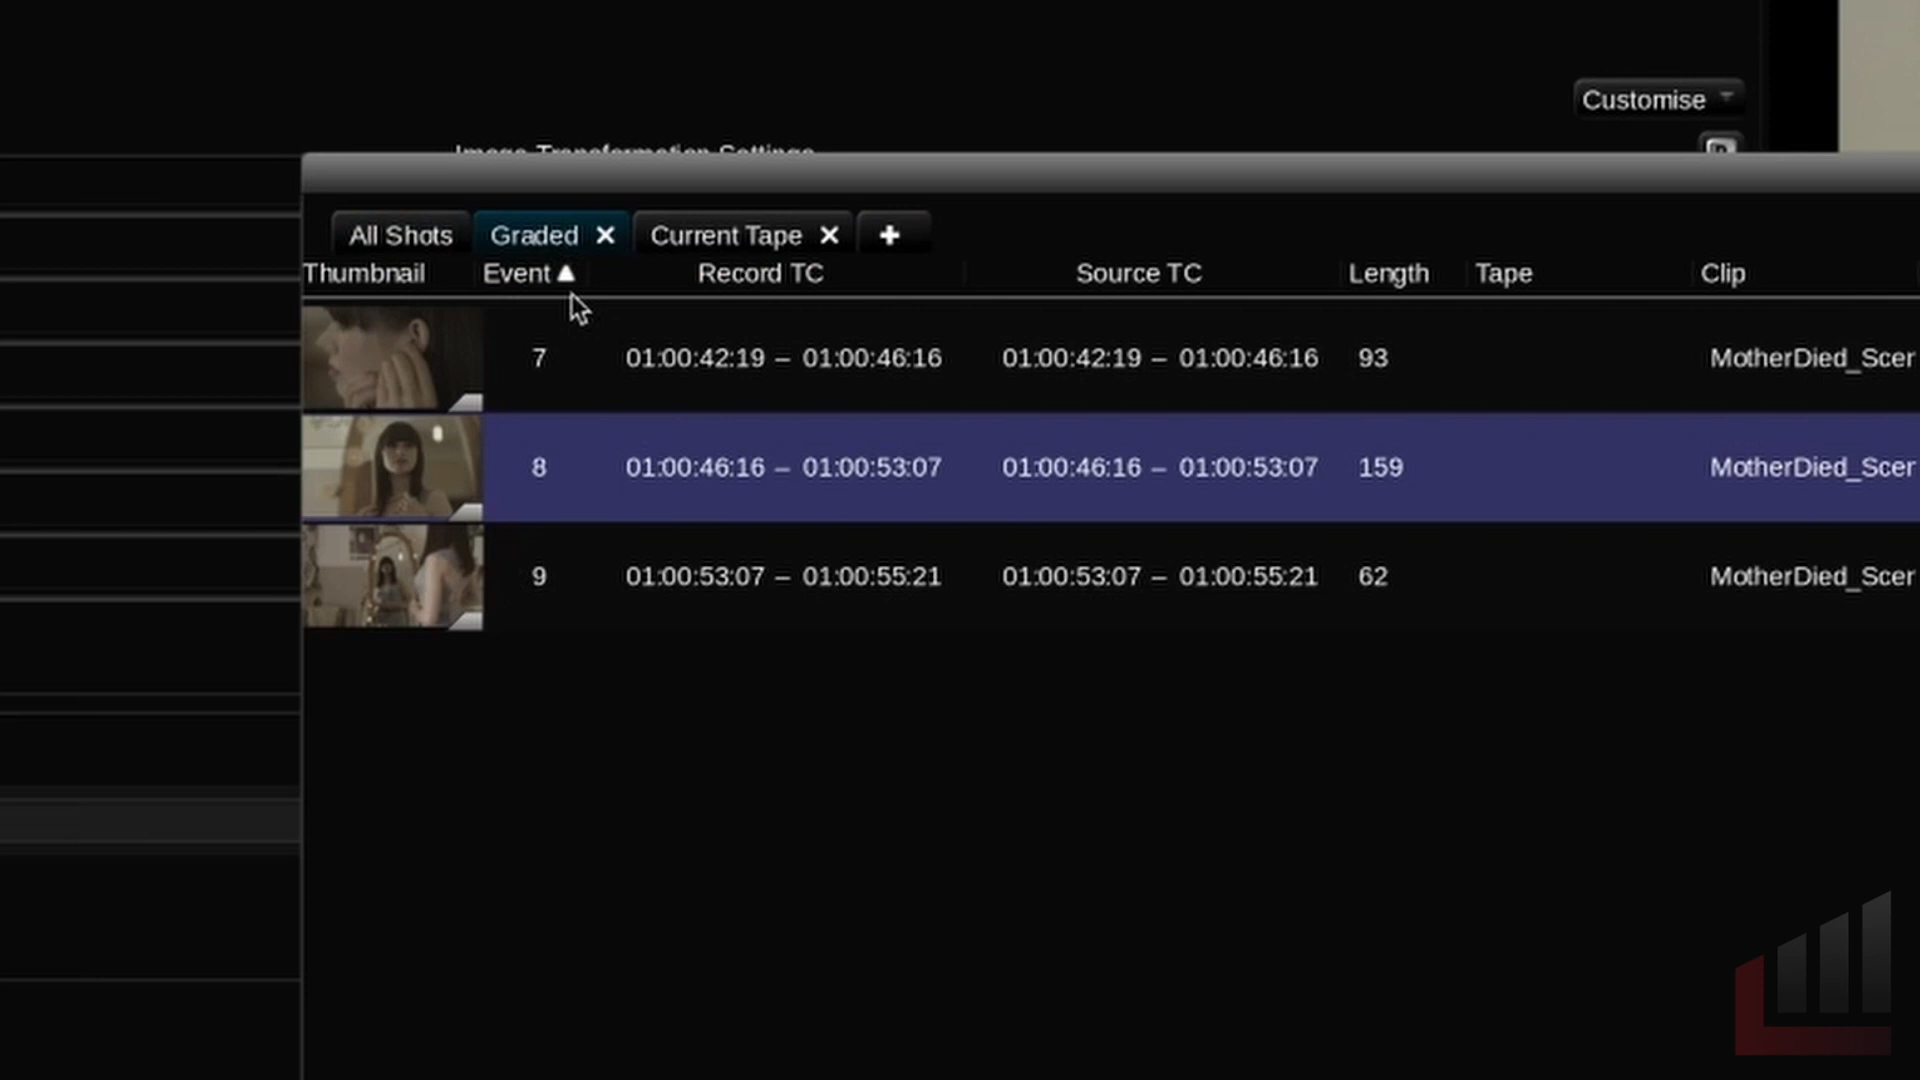 Customise
Image Transformation Settings
All Shots Graded Current Tape
Thumbnail Event Record TC Source TC Length Tape Clip
7 01:00:42:19 – 01:00:46:16 01:00:42:19 – 01:00:46:16 93 MotherDied_Scer
8 01:00:46:16 – 01:00:53:07 01:00:46:16 – 01:00:53:07 159 MotherDied_Scer
9 01:00:53:07 – 01:00:55:21 01:00:53:07 – 01:00:55:21 62 MotherDied_Scer